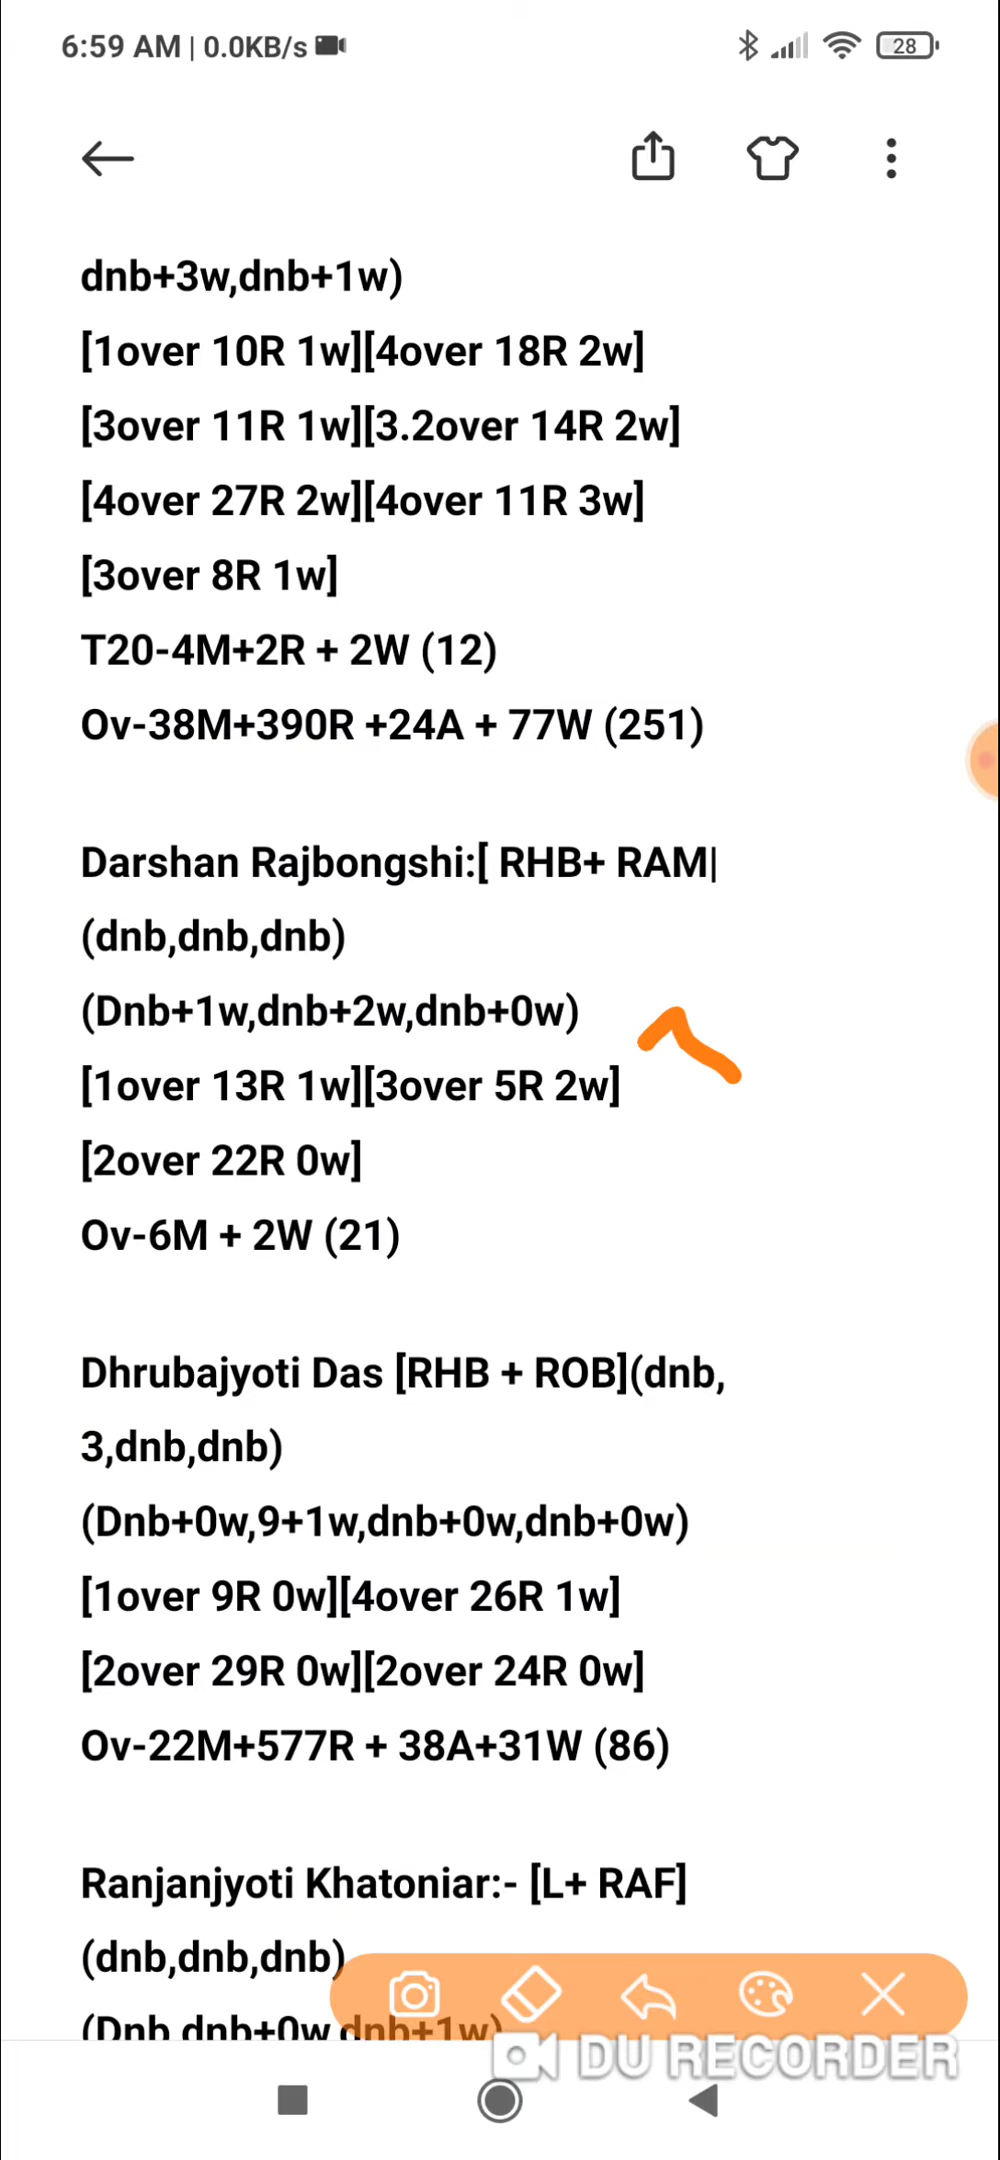 6:59 AM | 0.0KB/s
28
dnb+3w,dnb+1w)
[1over 10R 1w][4over 18R 2w]
[3over 11R 1w][3.2over 14R 2w]
[4over 27R 2w][4over 11R 3w]
[3over 8R 1w]
T20-4M+2R + 2W (12)
Ov-38M+390R +24A + 77W (251)
Darshan Rajbongshi:[ RHB+ RAM|
(dnb,dnb,dnb)
(Dnb+1w,dnb+2w,dnb+0w)
[1over 13R 1w][3over 5R 2w]
[2over 22R 0w]
Ov-6M + 2W (21)
Dhrubajyoti Das [RHB + ROB](dnb,
3,dnb,dnb)
(Dnb+0w,9+1w,dnb+0w,dnb+0w)
[1over 9R 0w][4over 26R 1w]
[2over 29R 0w][2over 24R 0w]
Ov-22M+577R + 38A+31W (86)
Ranjanjyoti Khatoniar:- [L+ RAF]
(dnb,dnb,dnb)
(Dnb dnb+0w dnb+1w)
DU RECORDER